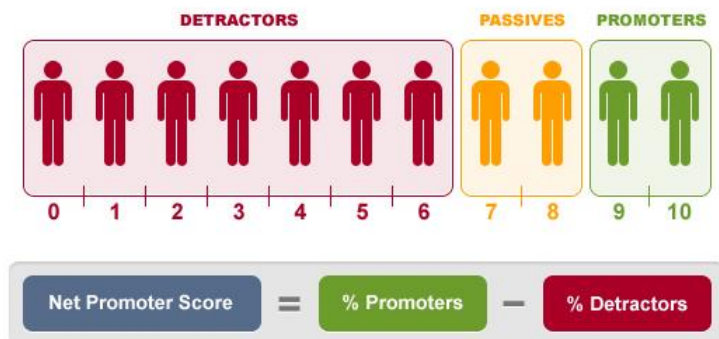 DETRACTORS PASSIVES PROMOTERS
0 1 2 3 4 5 6 7 8 9 10
Net Promoter Score = % Promoters − % Detractors